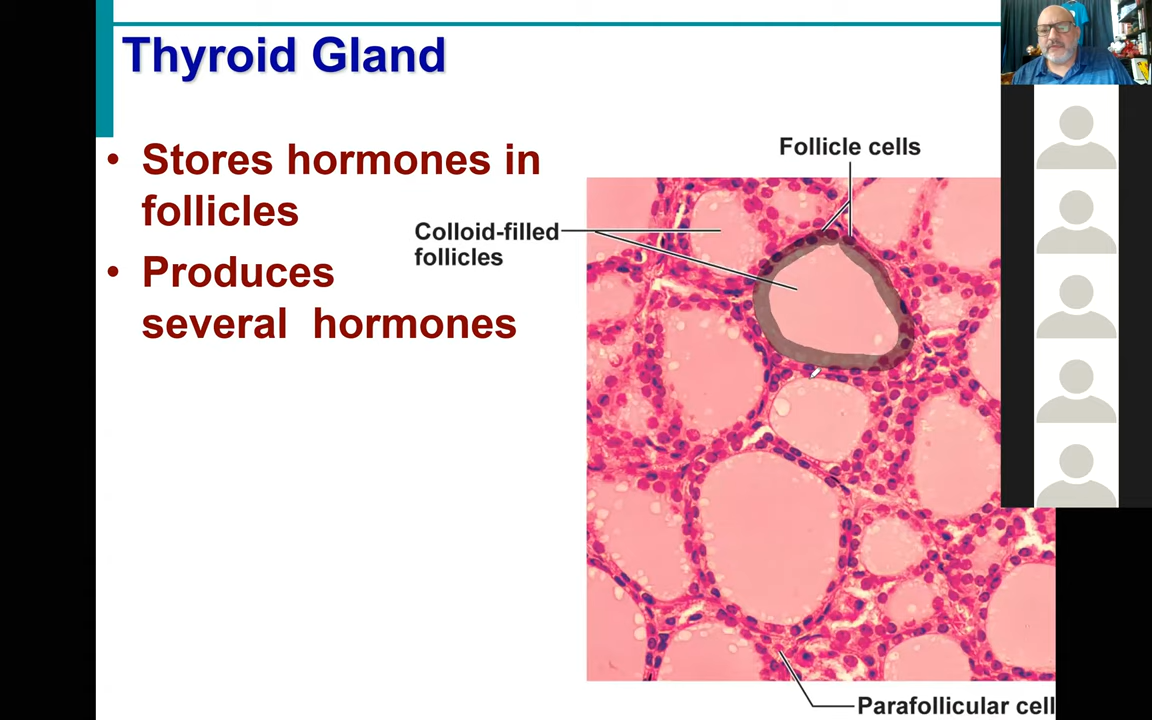 Thyroid Gland
• Stores hormones in
follicles
• Produces
several hormones
Follicle cells
Colloid-filled
follicles
Parafollicular cell